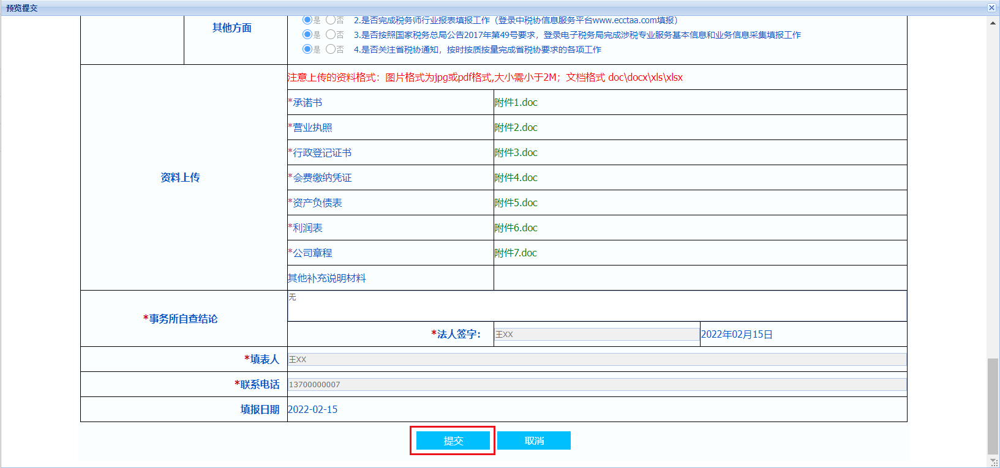 预览提交
其他方面
是 否 2.是否完成税务师行业报表填报工作（登录中税协信息服务平台www.ecctaa.com填报）
是 否 3.是否按照国家税务总局公告2017年第49号要求，登录电子税务局完成涉税专业服务基本信息和业务信息采集填报工作
是 否 4.是否关注省税协通知，按时按质按量完成省税协要求的各项工作
资料上传
注意上传的资料格式：图片格式为jpg或pdf格式,大小需小于2M；文档格式 doc\docx\xls\xlsx
*承诺书 附件1.doc
*营业执照 附件2.doc
*行政登记证书 附件3.doc
*会费缴纳凭证 附件4.doc
*资产负债表 附件5.doc
*利润表 附件6.doc
*公司章程 附件7.doc
其他补充说明材料
*事务所自查结论
无
*法人签字： 王XX 2022年02月15日
*填表人 王XX
*联系电话 13700000007
填报日期 2022-02-15
提交 取消